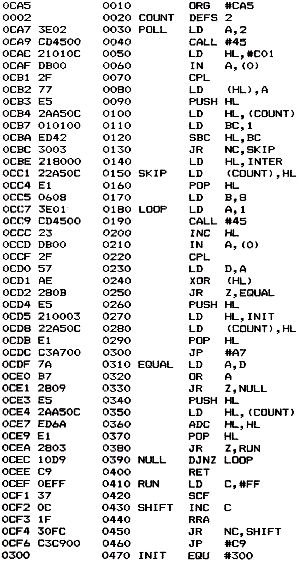 0CA5 0010 ORG #CA5
0002 0020 COUNT DEFS 2
0CA7 3E02 0030 POLL LD A,2
0CA9 CD4500 0040 CALL #45
0CAC 21010C 0050 LD HL,#C01
0CAF DB00 0060 IN A,(0)
0CB1 2F 0070 CPL
0CB2 77 0080 LD (HL),A
0CB3 E5 0090 PUSH HL
0CB4 2AA50C 0100 LD HL,(COUNT)
0CB7 010100 0110 LD BC,1
0CBA ED42 0120 SBC HL,BC
0CBC 3003 0130 JR NC,SKIP
0CBE 218000 0140 LD HL,INTER
0CC1 22A50C 0150 SKIP LD (COUNT),HL
0CC4 E1 0160 POP HL
0CC5 0608 0170 LD B,8
0CC7 3E01 0180 LOOP LD A,1
0CC9 CD4500 0190 CALL #45
0CCC 23 0200 INC HL
0CCD DB00 0210 IN A,(0)
0CCF 2F 0220 CPL
0CD0 57 0230 LD D,A
0CD1 AE 0240 XOR (HL)
0CD2 280B 0250 JR Z,EQUAL
0CD4 E5 0260 PUSH HL
0CD5 210003 0270 LD HL,INIT
0CD8 22A50C 0280 LD (COUNT),HL
0CDB E1 0290 POP HL
0CDC C3A700 0300 JP #A7
0CDF 7A 0310 EQUAL LD A,D
0CE0 B7 0320 OR A
0CE1 2809 0330 JR Z,NULL
0CE3 E5 0340 PUSH HL
0CE4 2AA50C 0350 LD HL,(COUNT)
0CE7 ED6A 0360 ADC HL,HL
0CE9 E1 0370 POP HL
0CEA 2803 0380 JR Z,RUN
0CEC 10D9 0390 NULL DJNZ LOOP
0CEE C9 0400 RET
0CEF 0EFF 0410 RUN LD C,#FF
0CF1 37 0420 SCF
0CF2 0C 0430 SHIFT INC C
0CF3 1F 0440 RRA
0CF4 30FC 0450 JR NC,SHIFT
0CF6 C3C900 0460 JP #C9
0300 0470 INIT EQU #300